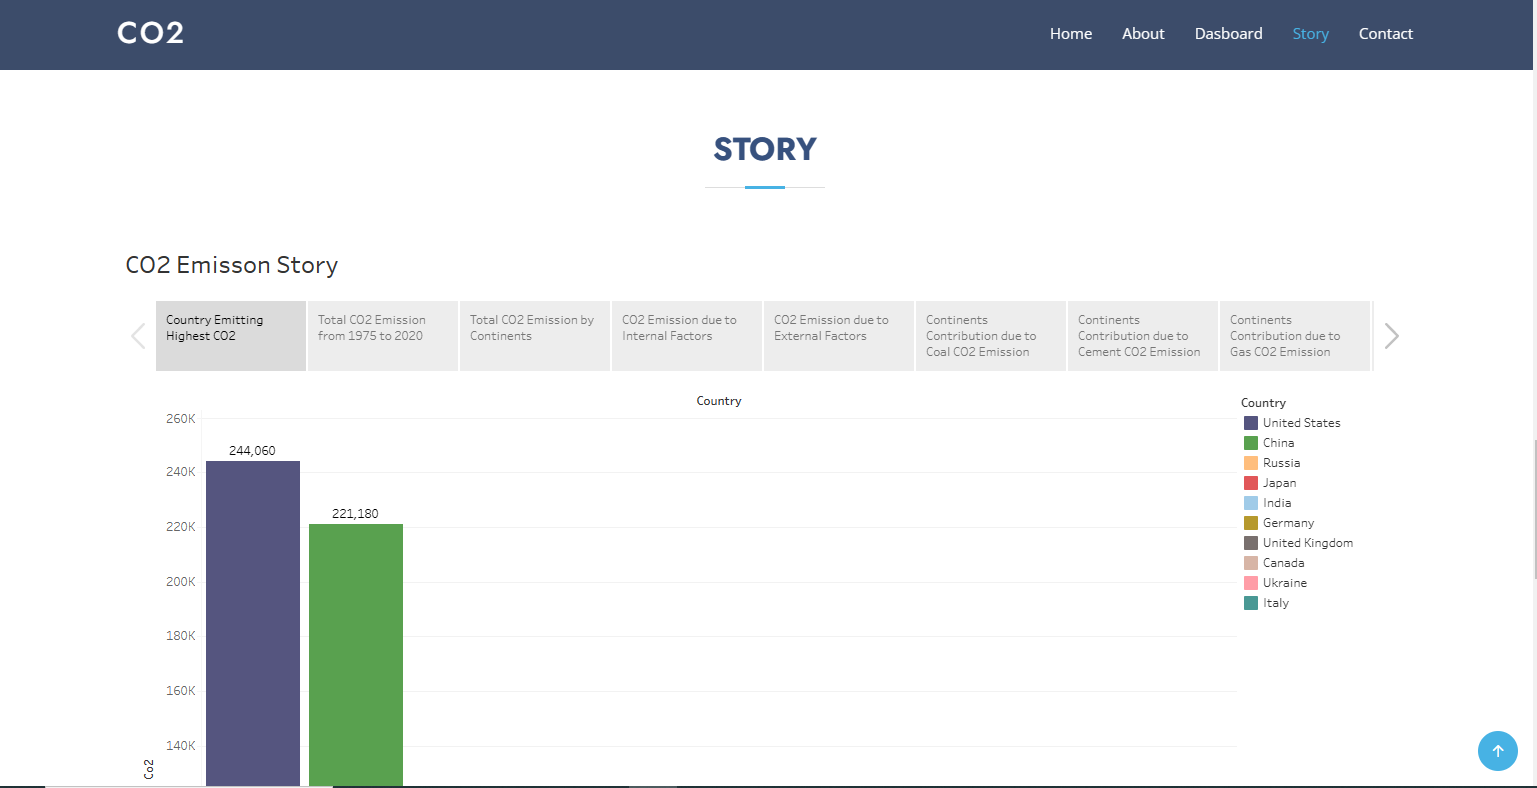 CO2
Home About Dasboard Story Contact
STORY
CO2 Emisson Story
Country Emitting
Highest CO2
Total CO2 Emission
from 1975 to 2020
Total CO2 Emission by
Continents
CO2 Emission due to
Internal Factors
CO2 Emission due to
External Factors
Continents
Contribution due to
Coal CO2 Emission
Continents
Contribution due to
Cement CO2 Emission
Continents
Contribution due to
Gas CO2 Emission
Country
260K
240K
220K
200K
180K
160K
140K
Co2
244,060
221,180
Country
United States
China
Russia
Japan
India
Germany
United Kingdom
Canada
Ukraine
Italy